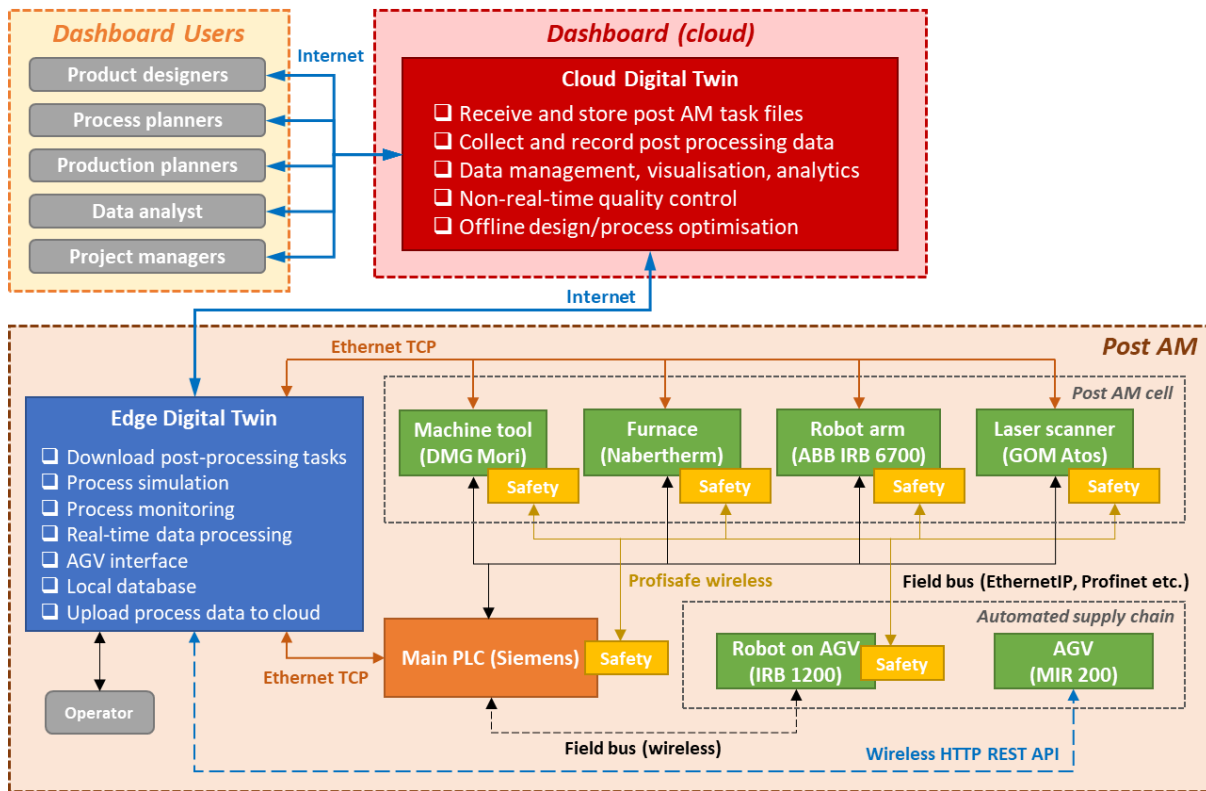 Dashboard Users
Internet
Product designers
Process planners
Production planners
Data analyst
Project managers
Dashboard (cloud)
Cloud Digital Twin
Receive and store post AM task files
Collect and record post processing data
Data management, visualisation, analytics
Non-real-time quality control
Offline design/process optimisation
Internet
Post AM
Ethernet TCP
Post AM cell
Edge Digital Twin
Download post-processing tasks
Process simulation
Process monitoring
Real-time data processing
AGV interface
Local database
Upload process data to cloud
Machine tool
(DMG Mori)
Safety
Furnace
(Nabertherm)
Safety
Robot arm
(ABB IRB 6700)
Safety
Laser scanner
(GOM Atos)
Safety
Profisafe wireless
Field bus (EthernetIP, Profinet etc.)
Automated supply chain
Main PLC (Siemens)
Safety
Robot on AGV
(IRB 1200)
Safety
AGV
(MIR 200)
Ethernet TCP
Operator
Field bus (wireless)
Wireless HTTP REST API